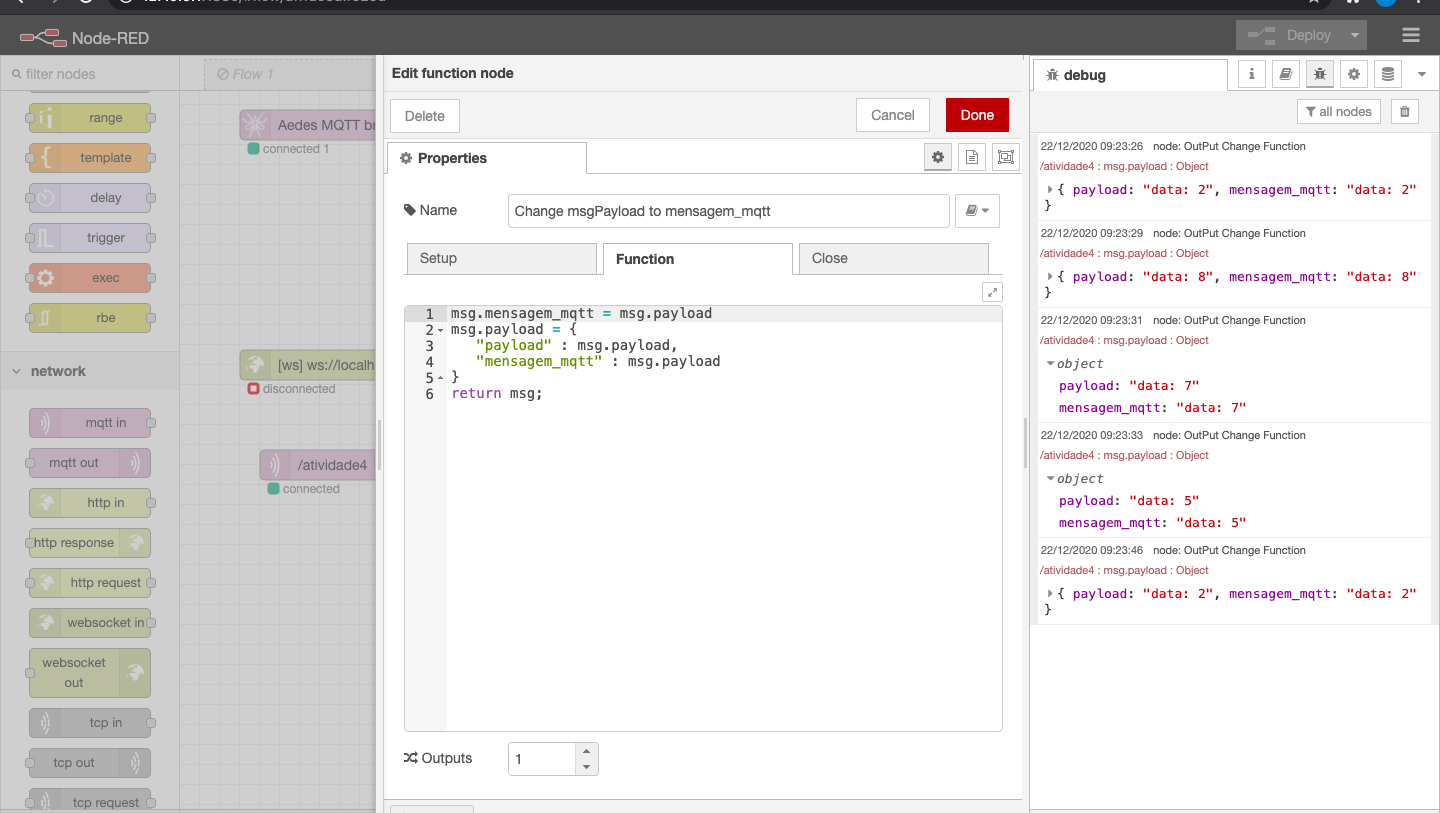 Node-RED
Deploy
filter nodes
range
template
delay
trigger
exec
rbe
network
mqtt in
mqtt out
http in
http response
http request
websocket in
websocket
out
tcp in
tcp out
tcp request
Flow 1
Aedes MQTT br
connected 1
[ws] ws://localh
disconnected
/atividade4
connected
Edit function node
Delete
Cancel
Done
Properties
Name
Change msgPayload to mensagem_mqtt
Setup
Function
Close
1 msg.mensagem_mqtt = msg.payload
2 msg.payload = {
3 "payload" : msg.payload,
4 "mensagem_mqtt" : msg.payload
5 }
6 return msg;
Outputs
1
debug
i
all nodes
22/12/2020 09:23:26 node: OutPut Change Function
/atividade4 : msg.payload : Object
{ payload: "data: 2", mensagem_mqtt: "data: 2"
}
22/12/2020 09:23:29 node: OutPut Change Function
/atividade4 : msg.payload : Object
{ payload: "data: 8", mensagem_mqtt: "data: 8"
}
22/12/2020 09:23:31 node: OutPut Change Function
/atividade4 : msg.payload : Object
object
payload: "data: 7"
mensagem_mqtt: "data: 7"
22/12/2020 09:23:33 node: OutPut Change Function
/atividade4 : msg.payload : Object
object
payload: "data: 5"
mensagem_mqtt: "data: 5"
22/12/2020 09:23:46 node: OutPut Change Function
/atividade4 : msg.payload : Object
{ payload: "data: 2", mensagem_mqtt: "data: 2"
}